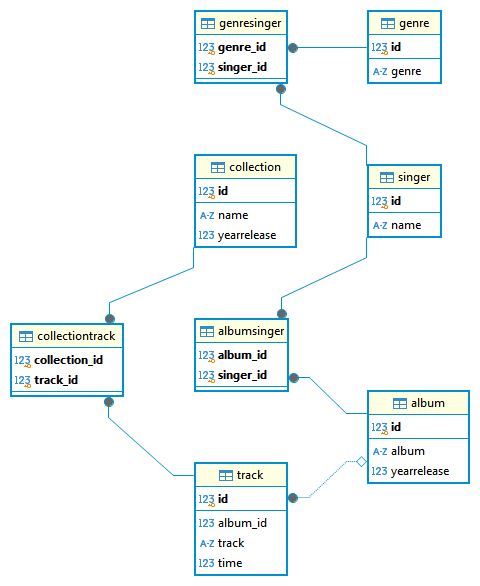 genresinger
123 genre_id
123 singer_id
genre
123 id
A-Z genre
collection
123 id
A-Z name
123 yearrelease
singer
123 id
A-Z name
collectiontrack
123 collection_id
123 track_id
albumsinger
123 album_id
123 singer_id
album
123 id
A-Z album
123 yearrelease
track
123 id
123 album_id
A-Z track
123 time